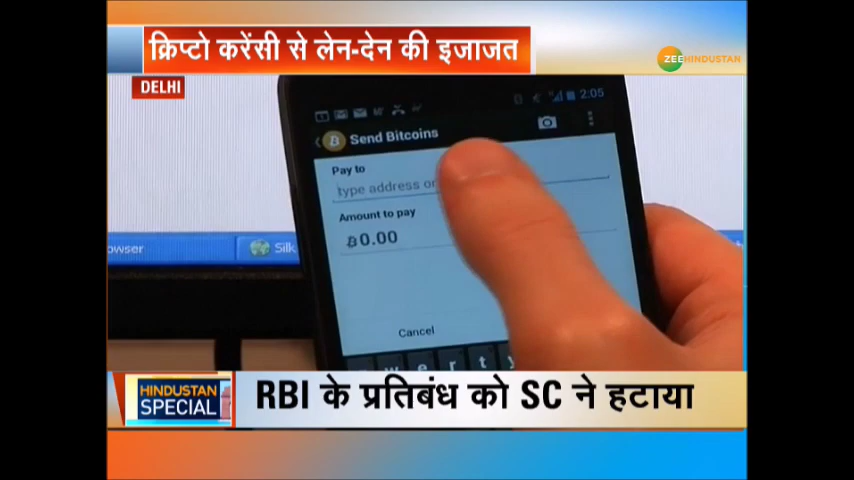 क्रिप्टो करेंसी से लेन-देन की इजाजत
ZEE HINDUSTAN
DELHI
2:05
Send Bitcoins
Pay to
type address or
Amount to pay
0.00
owser
Silk
Cancel
w e r t y
HINDUSTAN
SPECIAL
RBI के प्रतिबंध को SC ने हटाया